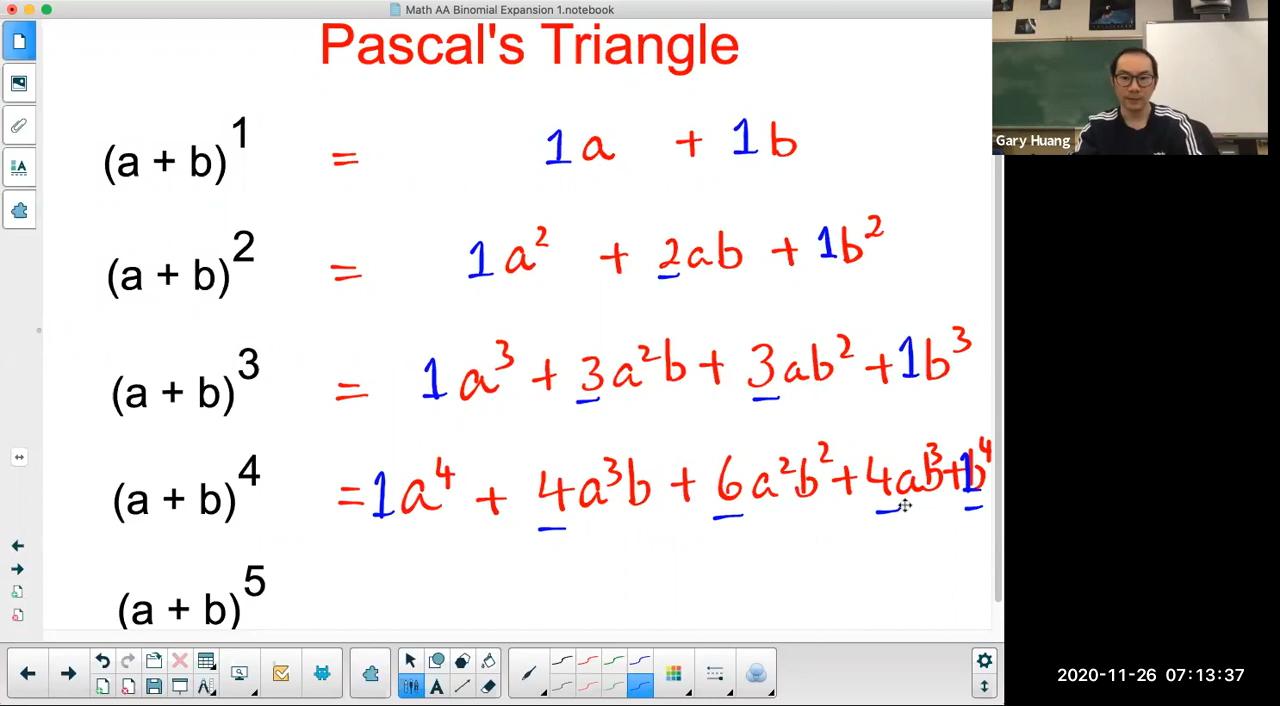 Math AA Binomial Expansion 1.notebook
Pascal's Triangle
(a + b)¹ = 1a + 1b
(a + b)² = 1a² + 2ab + 1b²
(a + b)³ = 1a³ + 3a²b + 3ab² + 1b³
(a + b)⁴ = 1a⁴ + 4a³b + 6a²b² + 4ab³ + 1b⁴
(a + b)⁵
Gary Huang
2020-11-26 07:13:37